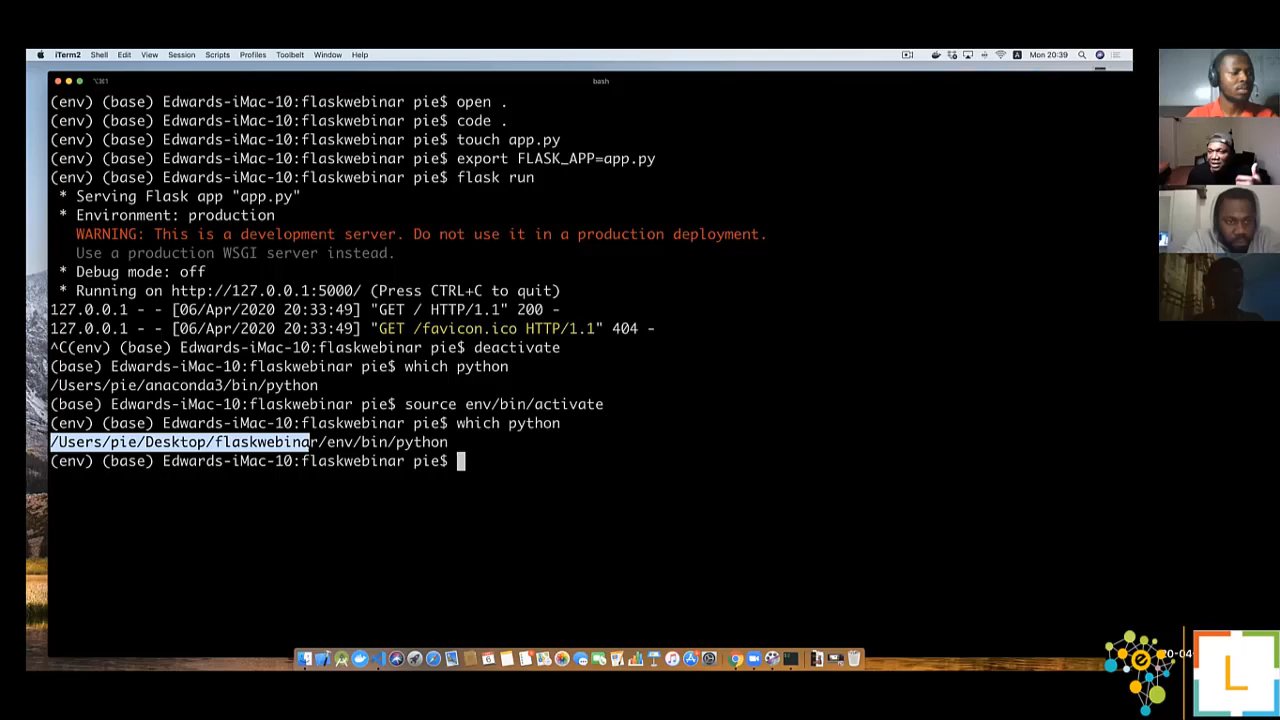 iTerm2 Shell Edit View Session Scripts Profiles Toolbelt Window Help A Mon 20:39
⌥⌘1 bash
(env) (base) Edwards-iMac-10:flaskwebinar pie$ open .
(env) (base) Edwards-iMac-10:flaskwebinar pie$ code .
(env) (base) Edwards-iMac-10:flaskwebinar pie$ touch app.py
(env) (base) Edwards-iMac-10:flaskwebinar pie$ export FLASK_APP=app.py
(env) (base) Edwards-iMac-10:flaskwebinar pie$ flask run
* Serving Flask app "app.py"
* Environment: production
WARNING: This is a development server. Do not use it in a production deployment.
Use a production WSGI server instead.
* Debug mode: off
* Running on http://127.0.0.1:5000/ (Press CTRL+C to quit)
127.0.0.1 - - [06/Apr/2020 20:33:49] "GET / HTTP/1.1" 200 -
127.0.0.1 - - [06/Apr/2020 20:33:49] "GET /favicon.ico HTTP/1.1" 404 -
^C(env) (base) Edwards-iMac-10:flaskwebinar pie$ deactivate
(base) Edwards-iMac-10:flaskwebinar pie$ which python
/Users/pie/anaconda3/bin/python
(base) Edwards-iMac-10:flaskwebinar pie$ source env/bin/activate
(env) (base) Edwards-iMac-10:flaskwebinar pie$ which python
/Users/pie/Desktop/flaskwebinar/env/bin/python
(env) (base) Edwards-iMac-10:flaskwebinar pie$
L